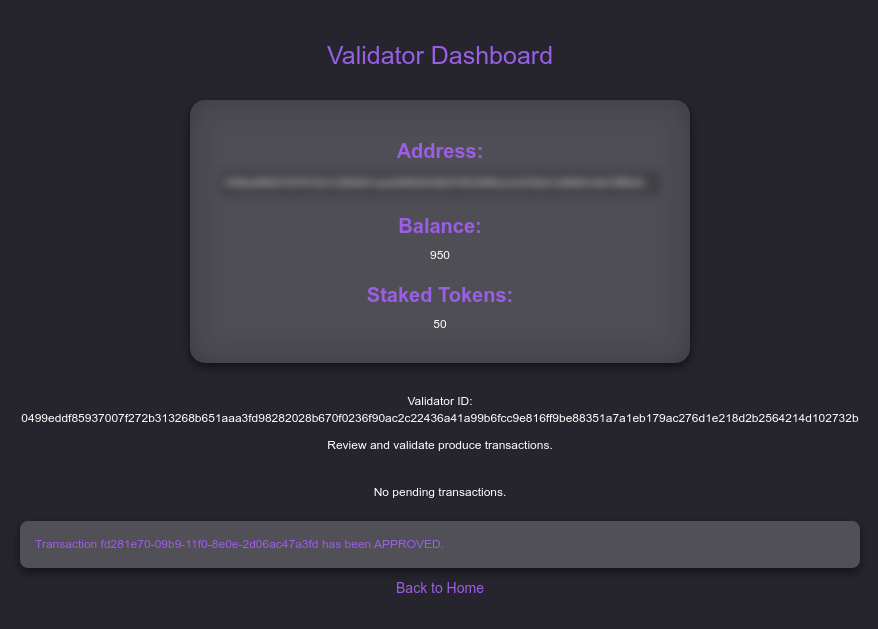 Validator Dashboard
Address:
Balance:
950
Staked Tokens:
50
Validator ID:
0499eddf85937007f272b313268b651aaa3fd98282028b670f0236f90ac2c22436a41a99b6fcc9e816ff9be88351a7a1eb179ac276d1e218d2b2564214d102732b
Review and validate produce transactions.
No pending transactions.
Transaction fd281e70-09b9-11f0-8e0e-2d06ac47a3fd has been APPROVED.
Back to Home